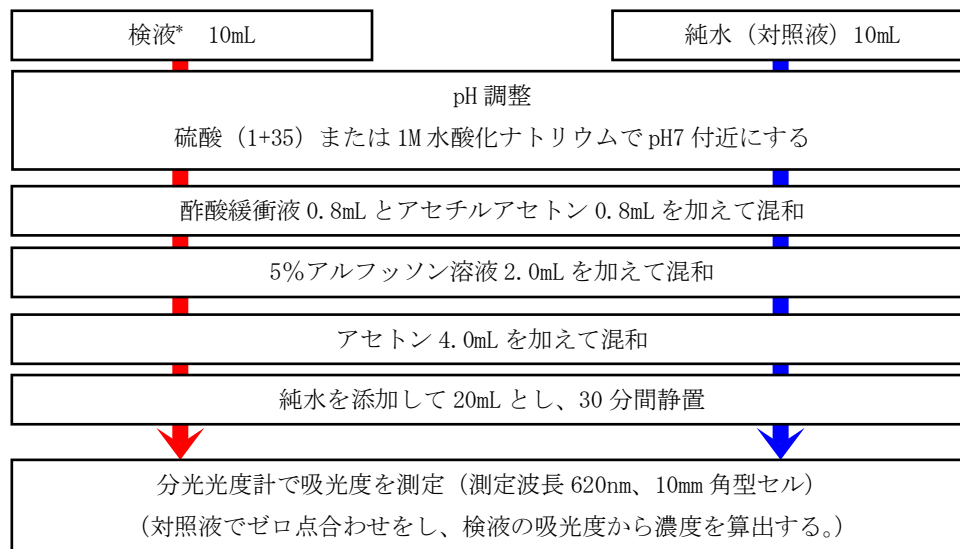 検液* 10mL
純水（対照液）10mL
pH 調整
硫酸（1+35）または 1M 水酸化ナトリウムで pH7 付近にする
酢酸緩衝液 0.8mL とアセチルアセトン 0.8mL を加えて混和
5％アルフッソン溶液 2.0mL を加えて混和
アセトン 4.0mL を加えて混和
純水を添加して 20mL とし、30 分間静置
分光光度計で吸光度を測定（測定波長 620nm、10mm 角型セル）
（対照液でゼロ点合わせをし、検液の吸光度から濃度を算出する。）